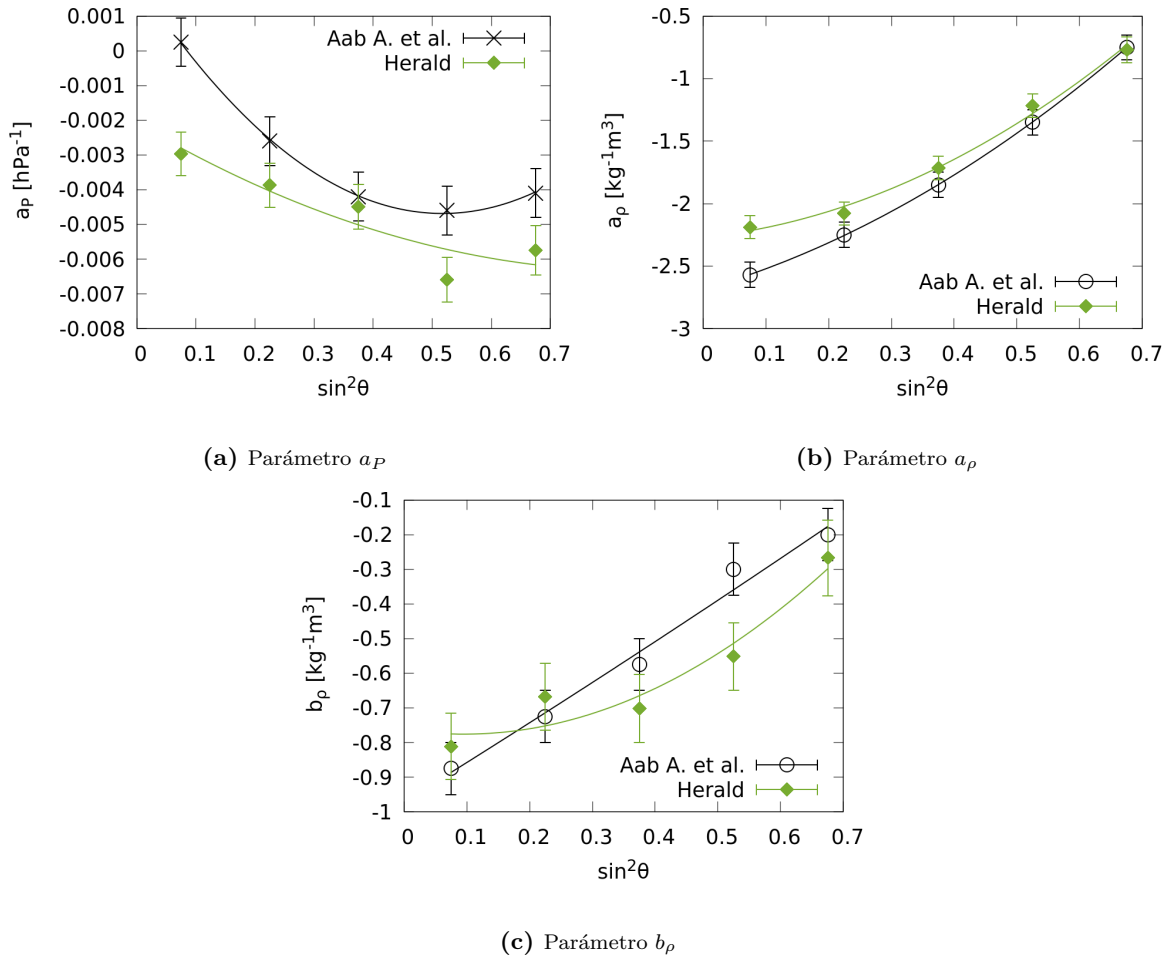 0.001
0
-0.001
-0.002
-0.003
-0.004
-0.005
-0.006
-0.007
-0.008
aP [hPa-1]
Aab A. et al.
Herald
0 0.1 0.2 0.3 0.4 0.5 0.6 0.7
sin²θ
(a) Parámetro aP
-0.5
-1
-1.5
-2
-2.5
-3
aρ [kg-1m3]
Aab A. et al.
Herald
0 0.1 0.2 0.3 0.4 0.5 0.6 0.7
sin²θ
(b) Parámetro aρ
-0.1
-0.2
-0.3
-0.4
-0.5
-0.6
-0.7
-0.8
-0.9
-1
bρ [kg-1m3]
Aab A. et al.
Herald
0 0.1 0.2 0.3 0.4 0.5 0.6 0.7
sin²θ
(c) Parámetro bρ